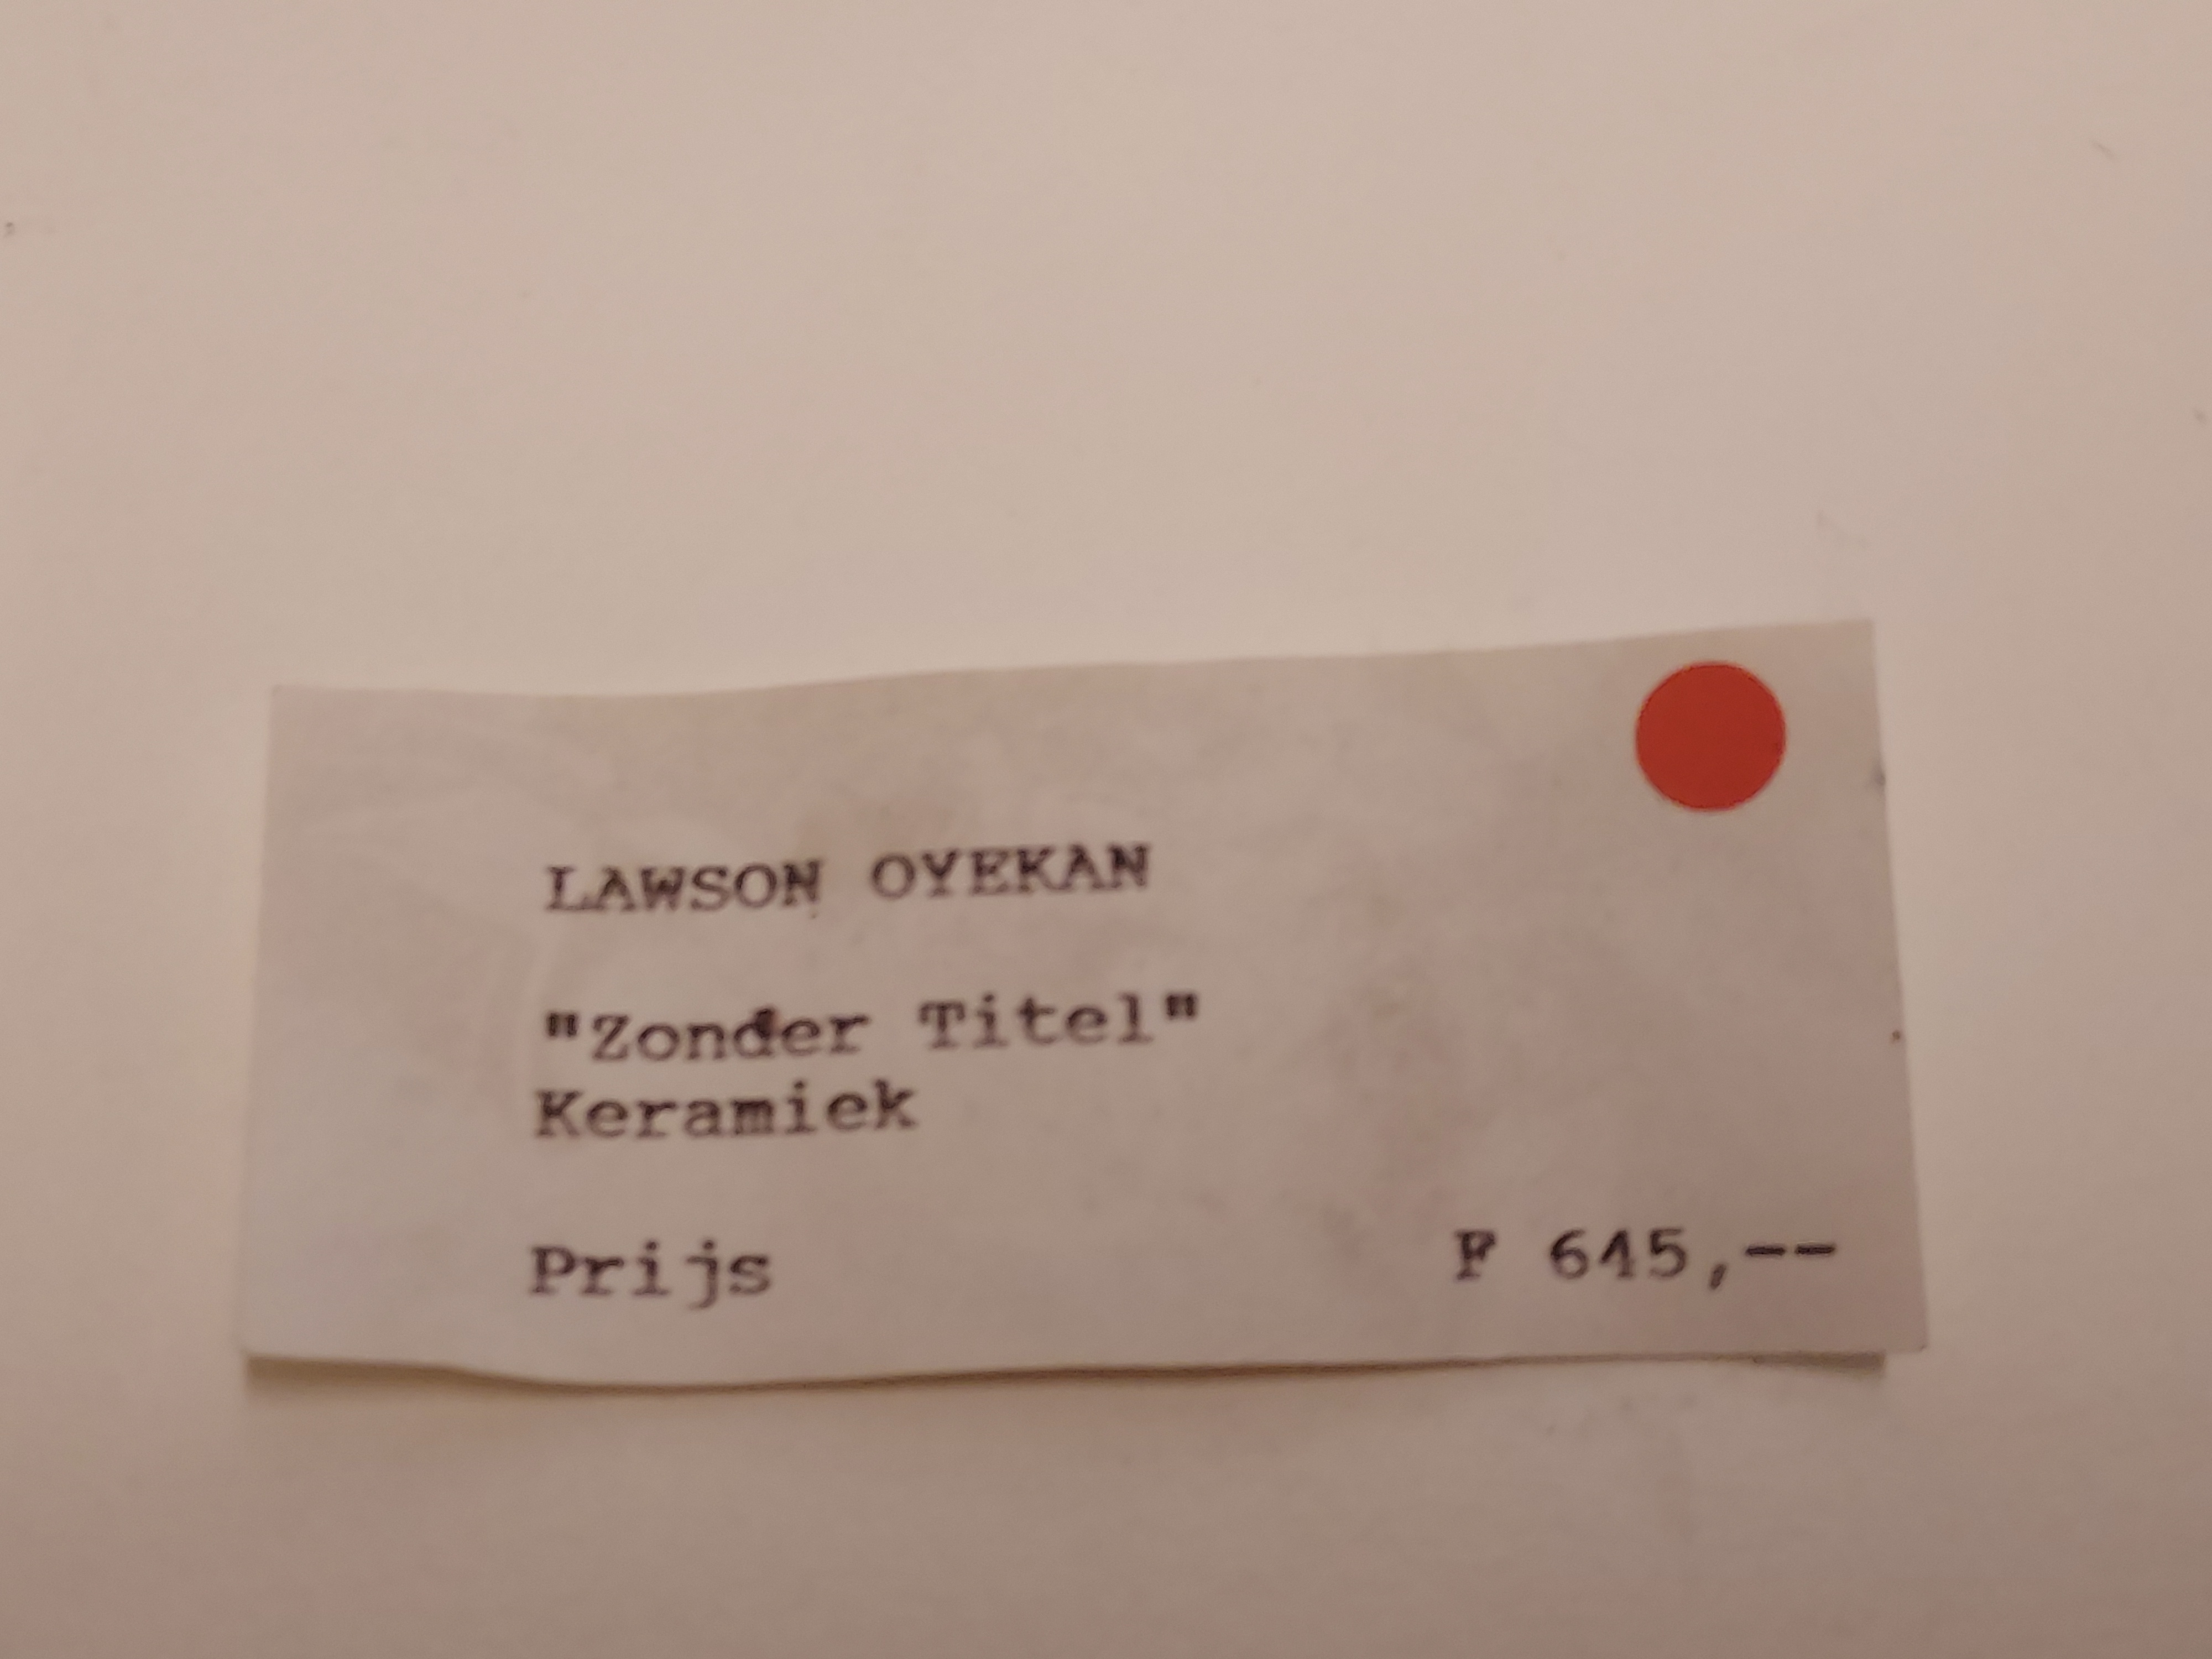 LAWSON OYEKAN
"Zonder Titel"
Keramiek
Prijs F 645,--